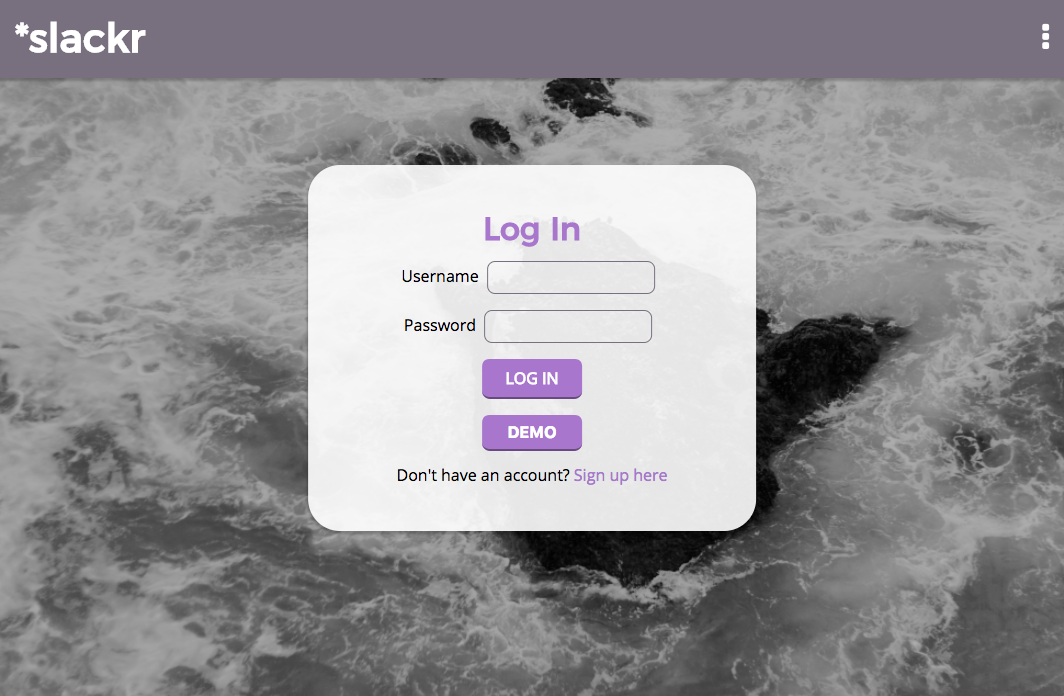 *slackr
Log In
Username
Password
LOG IN
DEMO
Don't have an account? Sign up here